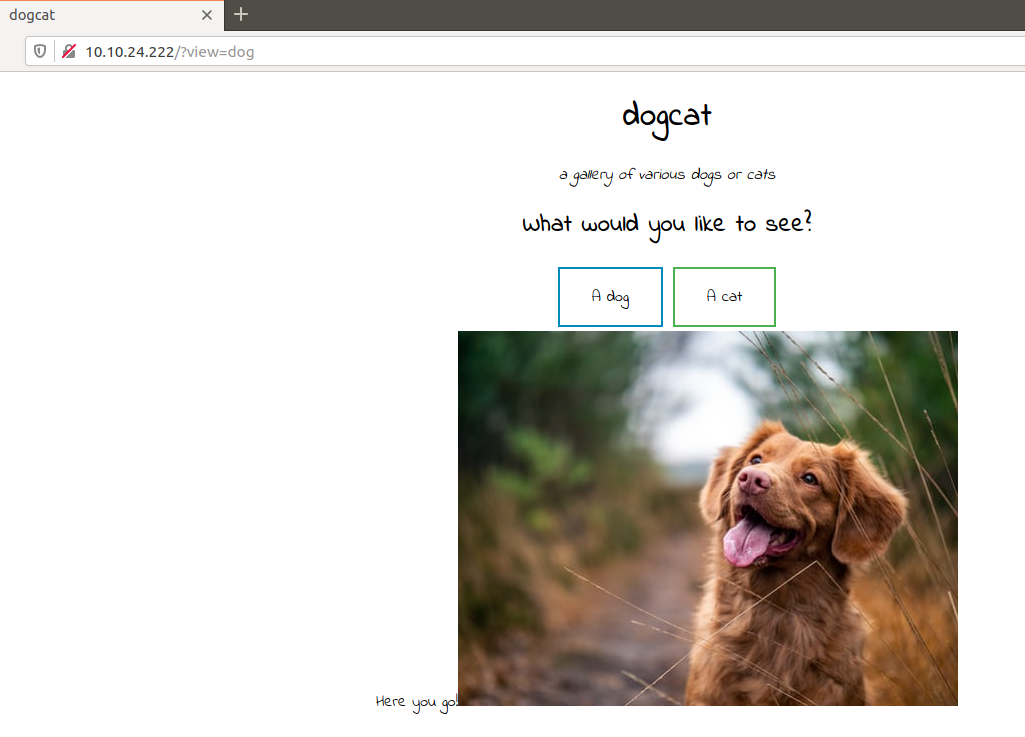 dogcat
10.10.24.222/?view=dog
dogcat
a gallery of various dogs or cats
What would you like to see?
A dog
A cat
Here you go!